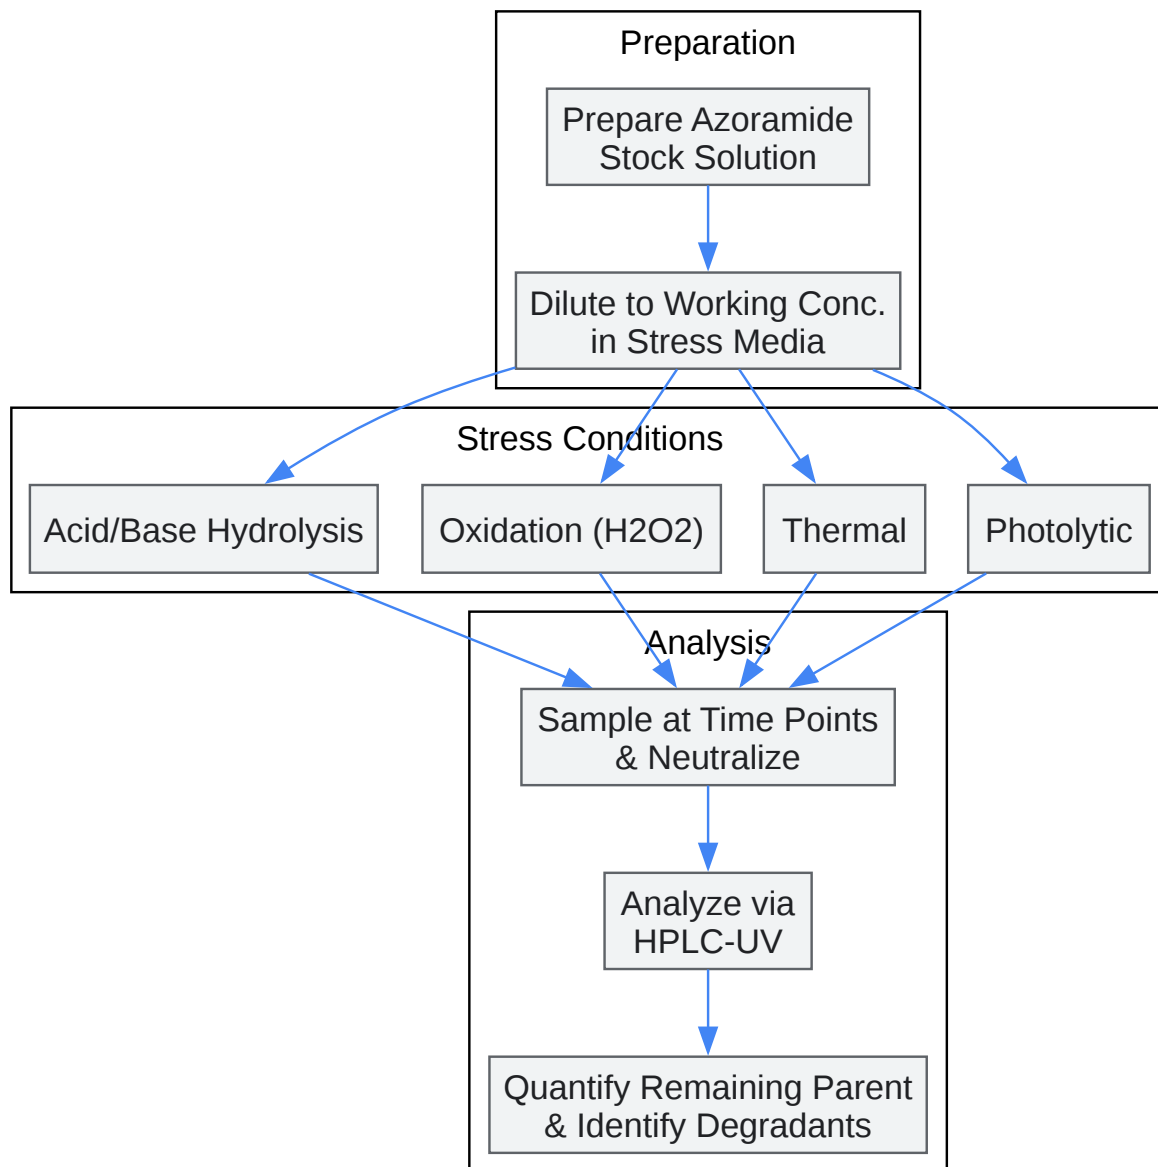 Preparation
Prepare Azoramide
Stock Solution
Dilute to Working Conc.
in Stress Media
Stress Conditions
Acid/Base Hydrolysis
Oxidation (H2O2)
Thermal
Photolytic
Analysis
Sample at Time Points
& Neutralize
Analyze via
HPLC-UV
Quantify Remaining Parent
& Identify Degradants